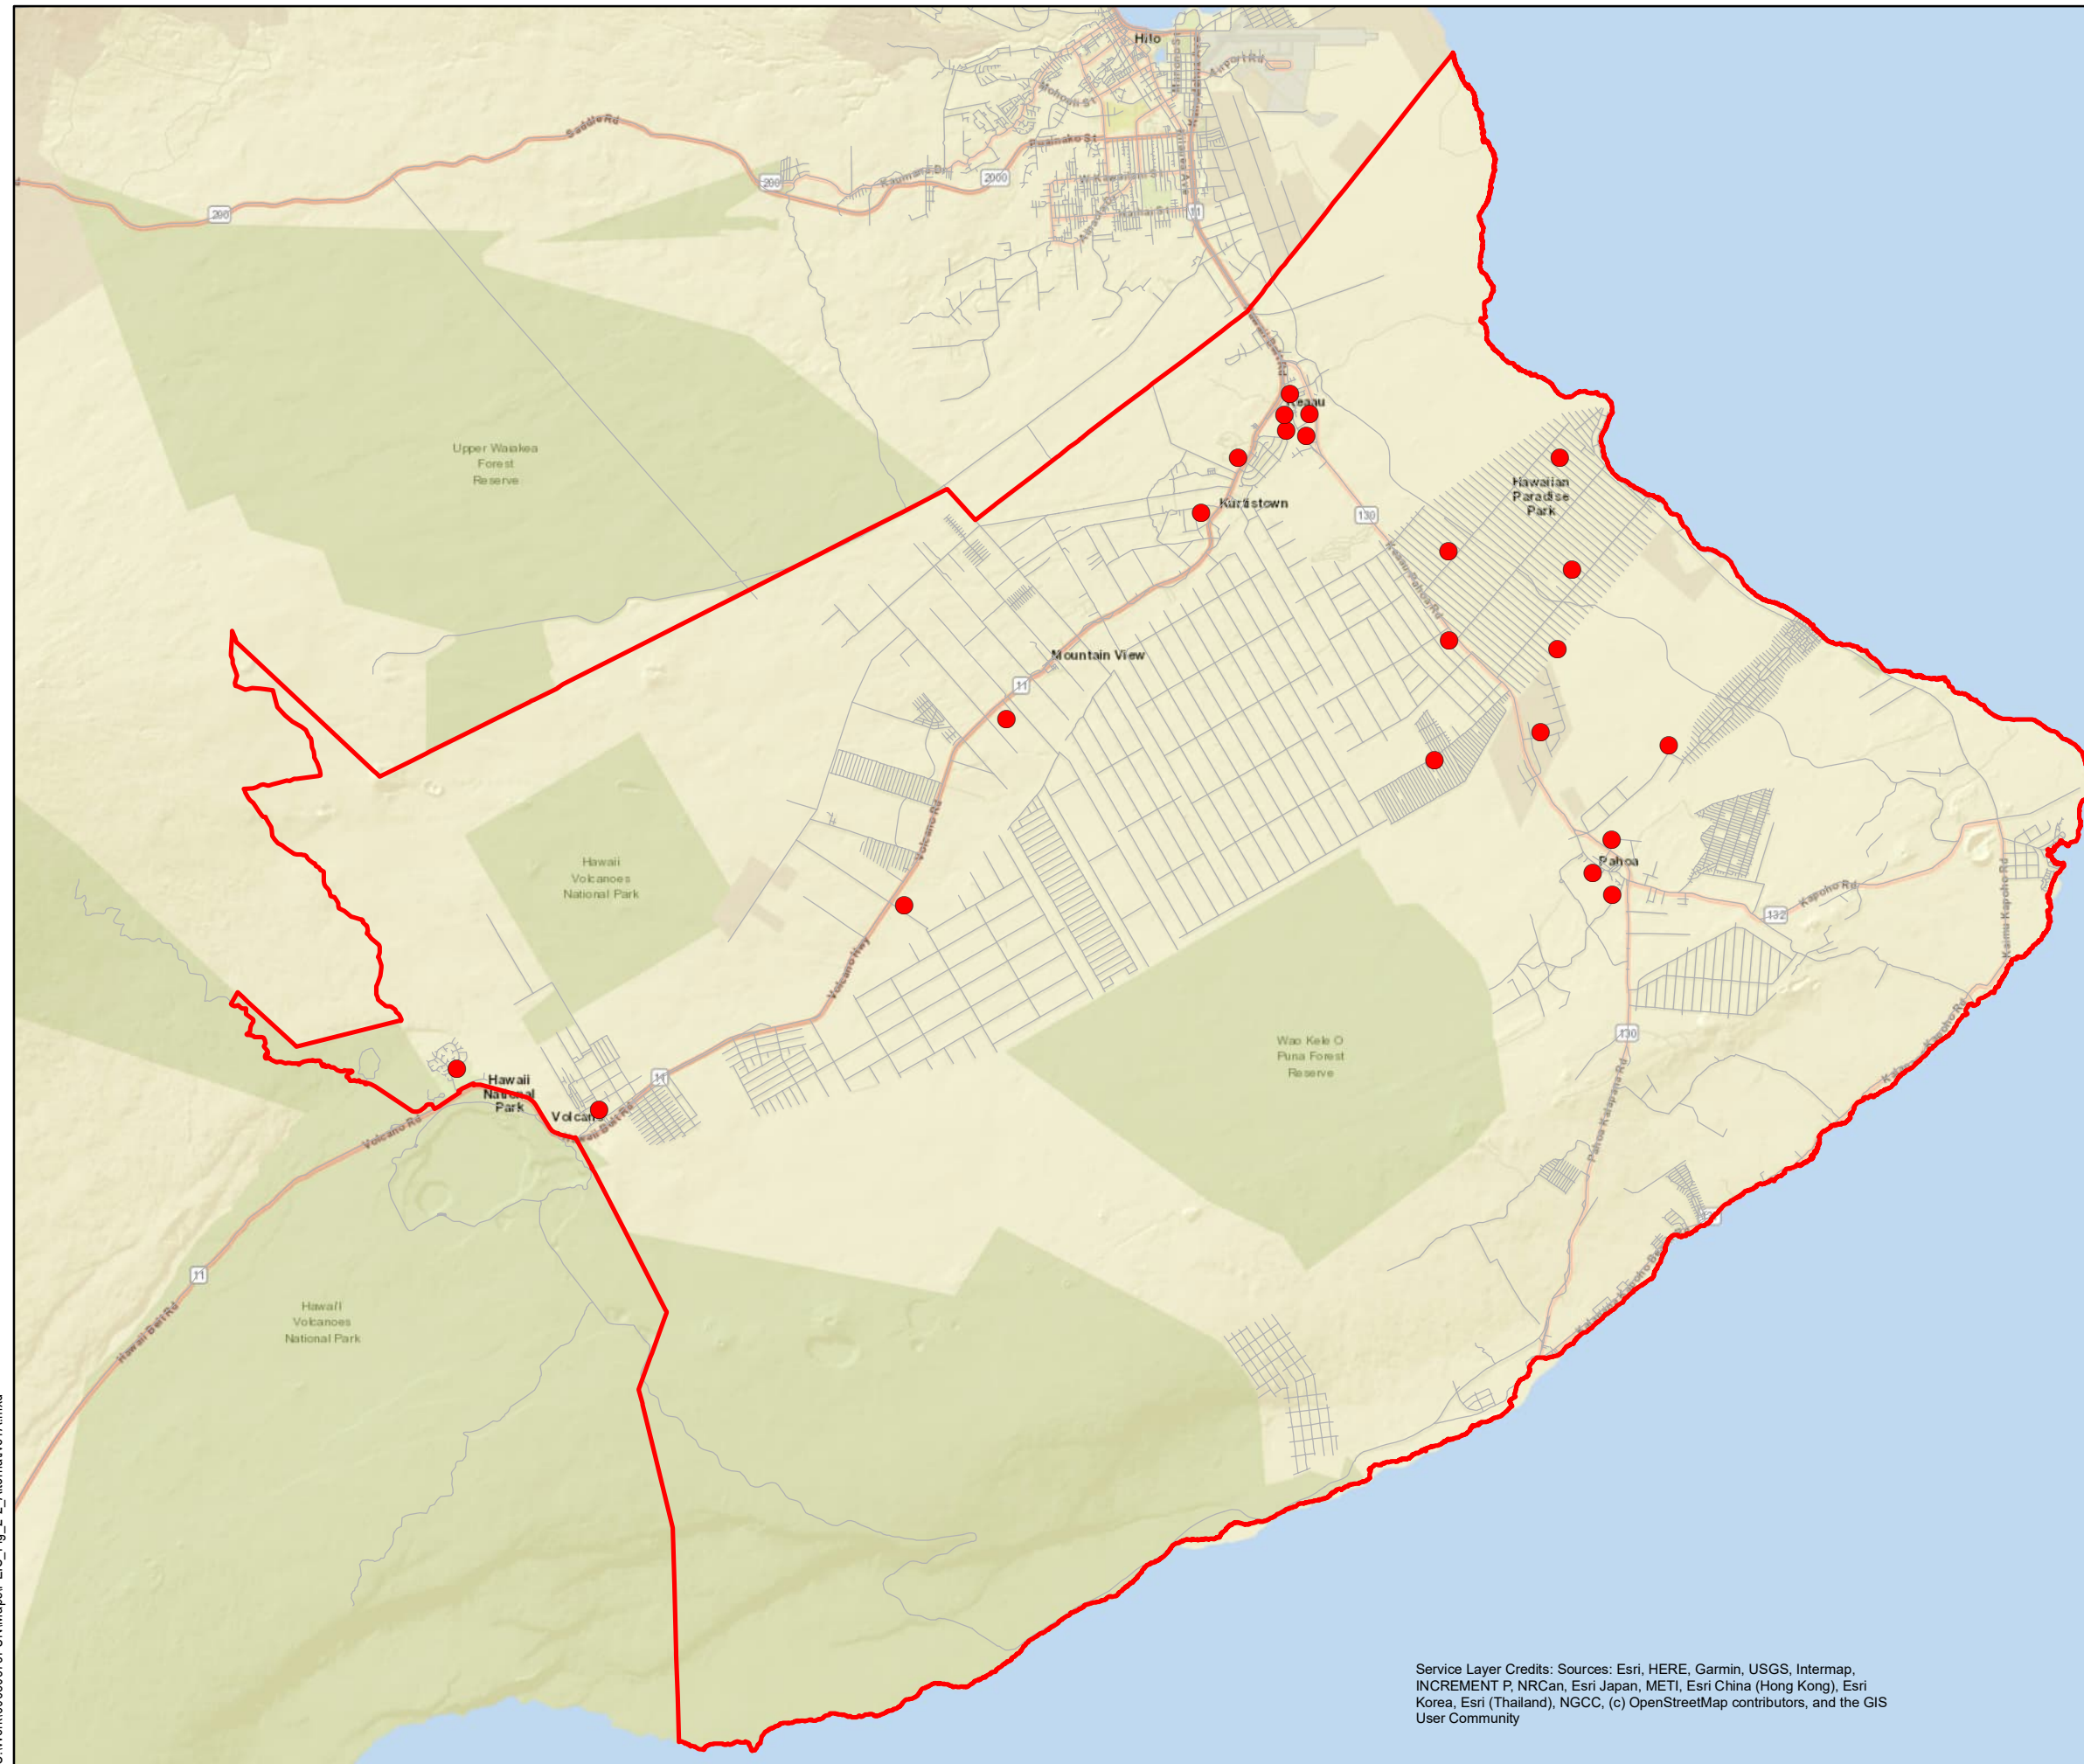 Hilo
Airport Rd
Mohouli St
Saddle Rd
Puainako St
Kaumana Dr
W Kawailani St
Kilauea Ave
200
2000
200
11
Keaau
Upper Waiakea
Forest
Reserve
Kurtistown
130
Hawaiian
Paradise
Park
Keaau-Pahoa Rd
Mountain View
11
Volcano Rd
Hawaii
Volcanoes
National Park
Pahoa
Kapoho Rd
132
Kaimu Kapoho Rd
Volcano Hwy
Wao Kele O
Puna Forest
Reserve
130
11
Hawaii
National
Park
Volcano
Hawaii Belt Rd
Volcano Rd
Pahoa Kalapana Rd
11
Hawai'i
Volcanoes
National Park
Hawaii Belt Rd
Service Layer Credits: Sources: Esri, HERE, Garmin, USGS, Intermap,
INCREMENT P, NRCan, Esri Japan, METI, Esri China (Hong Kong), Esri
Korea, Esri (Thailand), NGCC, (c) OpenStreetMap contributors, and the GIS
User Community